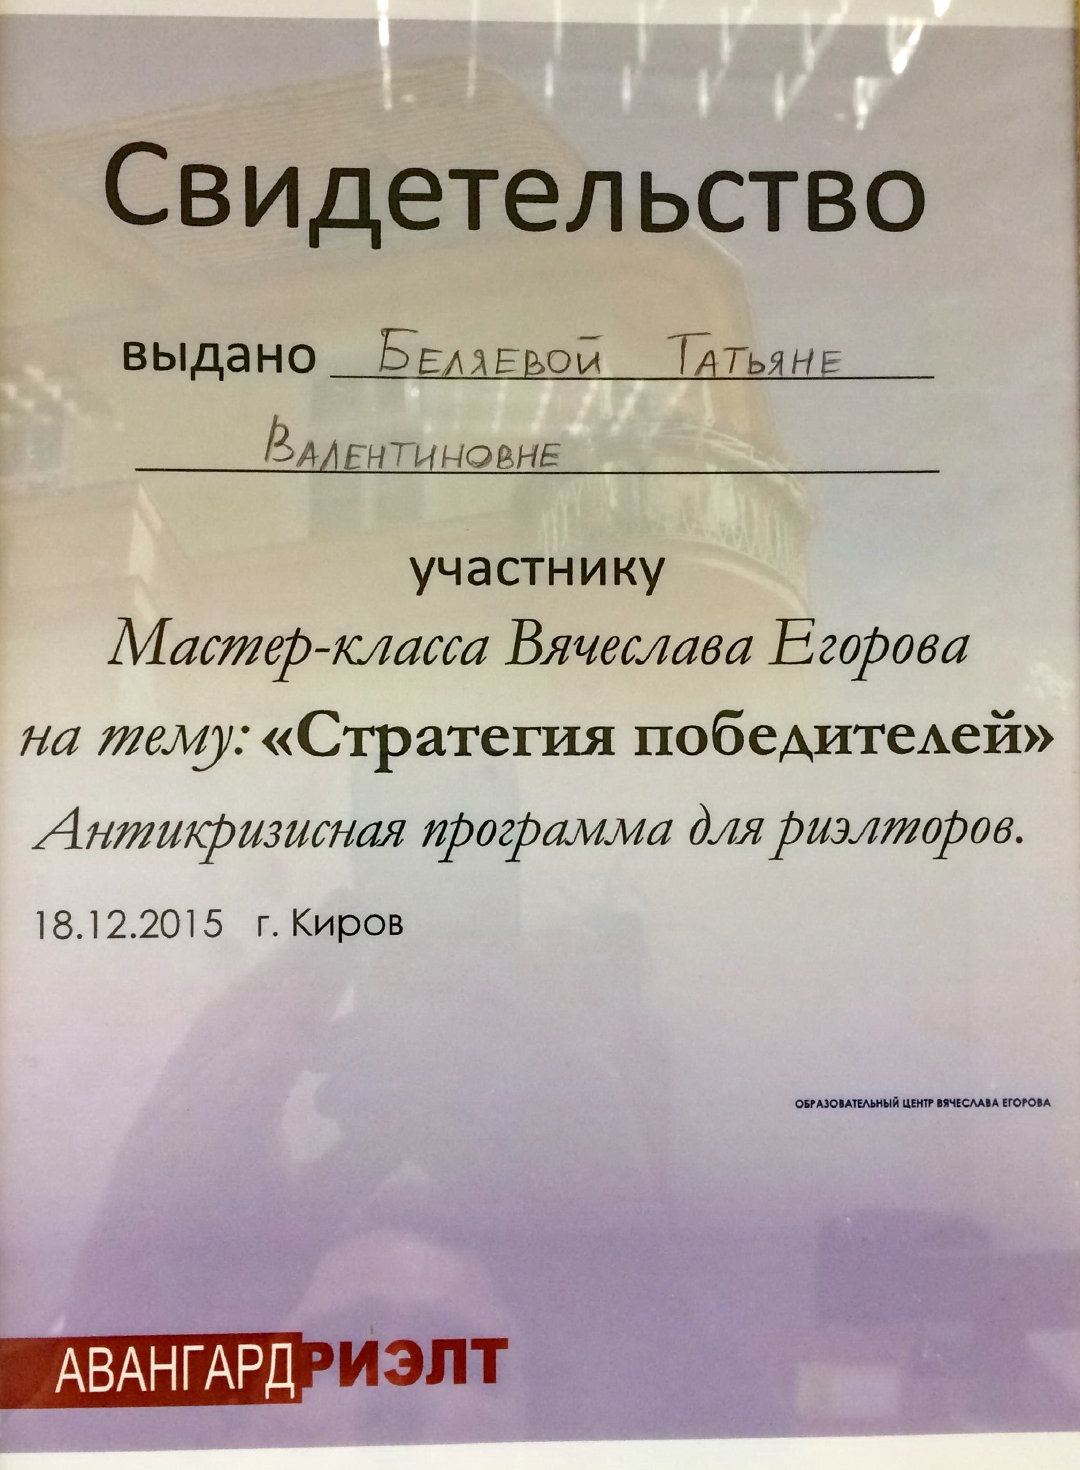 Свидетельство
выдано Беляевой Татьяне
Валентиновне
участнику
Мастер-класса Вячеслава Егорова
на тему: «Стратегия победителей»
Антикризисная программа для риэлторов.
18.12.2015 г. Киров
ОБРАЗОВАТЕЛЬНЫЙ ЦЕНТР ВЯЧЕСЛАВА ЕГОРОВА
АВАНГАРДРИЭЛТ